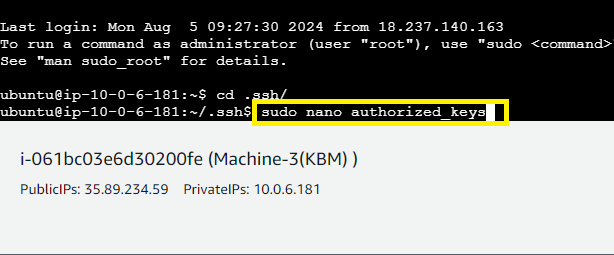 Last login: Mon Aug  5 09:27:30 2024 from 18.237.140.163
To run a command as administrator (user "root"), use "sudo <command>"
See "man sudo_root" for details.
ubuntu@ip-10-0-6-181:~$ cd .ssh/
ubuntu@ip-10-0-6-181:~/.ssh$ sudo nano authorized_keys
i-061bc03e6d30200fe (Machine-3(KBM) )
PublicIPs: 35.89.234.59    PrivateIPs: 10.0.6.181